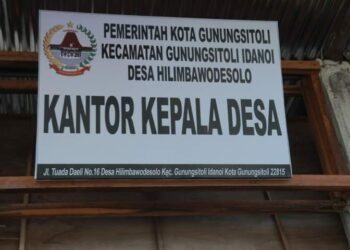 PEMERINTAH KOTA GUNUNGSITOLI
KECAMATAN GUNUNGSITOLI IDANOI
DESA HILIMBAWODESOLO
KANTOR KEPALA DESA
Jl. Tuada Daeli No.16 Desa Hilimbawodesolo Kec. Gunungsitoli Idanoi Kota Gunungsitoli 22815